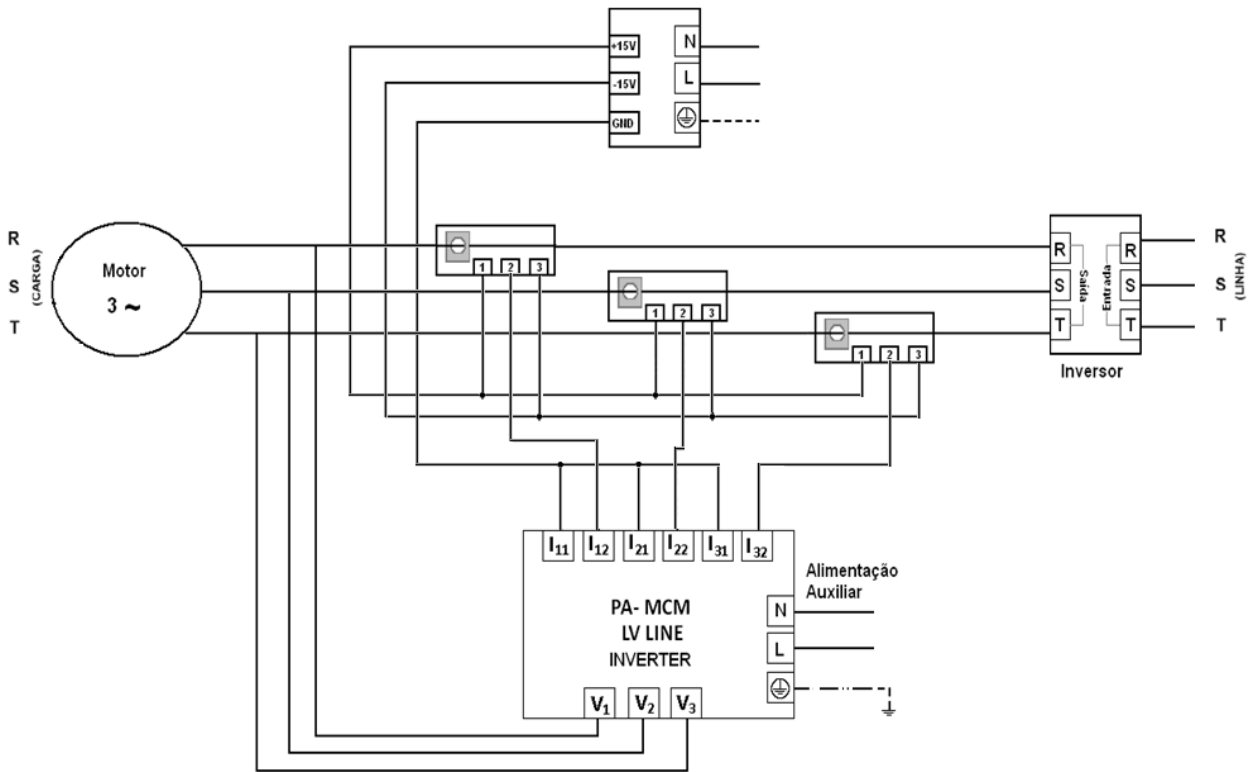 +15V
N
-15V
L
GND
R
S
T
(CARGA)
Motor
3 ~
1 2 3
1 2 3
1 2 3
R
S
T
Saída
Entrada
R
S
T
R
S
T
(LINHA)
Inversor
I11 I12 I21 I22 I31 I32
PA- MCM
LV LINE
INVERTER
Alimentação
Auxiliar
N
L
V1 V2 V3